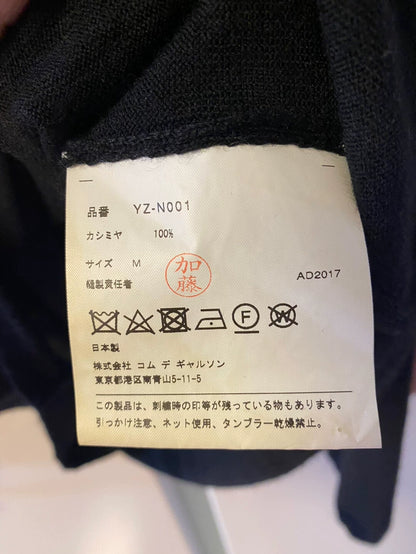 品番 YZ-N001
カシミヤ 100%
サイズ M
縫製責任者
加藤
AD2017
F
W
日本製
株式会社 コム デ ギャルソン
東京都港区南青山5-11-5
この製品は、刺繍時の印等が残っている物もあります。
引っかけ注意、ネット使用、タンブラー乾燥禁止。